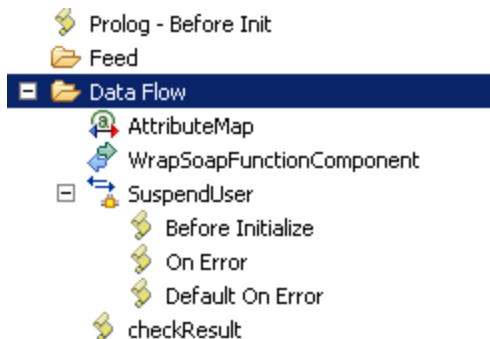 Prolog - Before Init
Feed
Data Flow
AttributeMap
WrapSoapFunctionComponent
SuspendUser
Before Initialize
On Error
Default On Error
checkResult